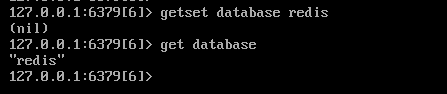 127.0.0.1:6379[6]> getset database redis
(nil)
127.0.0.1:6379[6]> get database
"redis"
127.0.0.1:6379[6]>